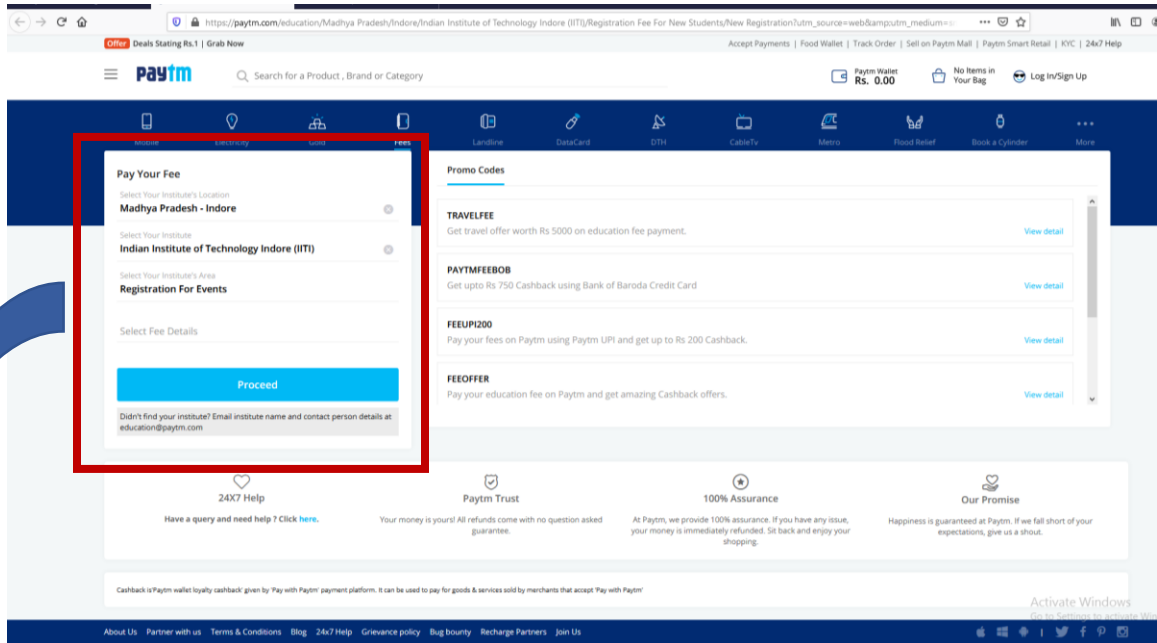 https://paytm.com/education/Madhya Pradesh/Indore/Indian Institute of Technology Indore (IITI)/Registration Fee For New Students/New Registration?utm_source=web&amputm_medium=
Offer Deals Stating Rs.1 | Grab Now
Accept Payments | Food Wallet | Track Order | Sell on Paytm Mall | Paytm Smart Retail | KYC | 24x7 Help
paytm
Search for a Product , Brand or Category
Paytm Wallet
Rs. 0.00
No Items in
Your Bag
Log In/Sign Up
Mobile Electricity Gold Fees Landline DataCard DTH CableTv Metro Flood Relief Book a Cylinder More
Pay Your Fee
Select Your Institute's Location
Madhya Pradesh - Indore
Select Your Institute
Indian Institute of Technology Indore (IITI)
Select Your Institute's Area
Registration For Events
Select Fee Details
Proceed
Didn't find your institute? Email institute name and contact person details at
education@paytm.com
Promo Codes
TRAVELFEE
Get travel offer worth Rs 5000 on education fee payment.
View detail
PAYTMFEEBOB
Get upto Rs 750 Cashback using Bank of Baroda Credit Card
View detail
FEEUPI200
Pay your fees on Paytm using Paytm UPI and get up to Rs 200 Cashback.
View detail
FEEOFFER
Pay your education fee on Paytm and get amazing Cashback offers.
View detail
24X7 Help
Have a query and need help ? Click here.
Paytm Trust
Your money is yours! All refunds come with no question asked
guarantee.
100% Assurance
At Paytm, we provide 100% assurance. If you have any issue,
your money is immediately refunded. Sit back and enjoy your
shopping.
Our Promise
Happiness is guaranteed at Paytm. If we fall short of your
expectations, give us a shout.
Cashback is'Paytm wallet loyalty cashback' given by 'Pay with Paytm' payment platform. It can be used to pay for goods & services sold by merchants that accept 'Pay with Paytm'
Activate Windows
Go to Settings to activate Win
About Us Partner with us Terms & Conditions Blog 24x7 Help Grievance policy Bug bounty Recharge Partners Join Us